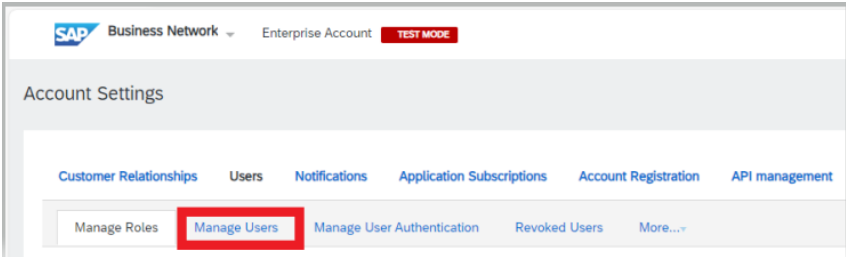 SAP Business Network Enterprise Account TEST MODE
Account Settings
Customer Relationships Users Notifications Application Subscriptions Account Registration API management
Manage Roles Manage Users Manage User Authentication Revoked Users More...